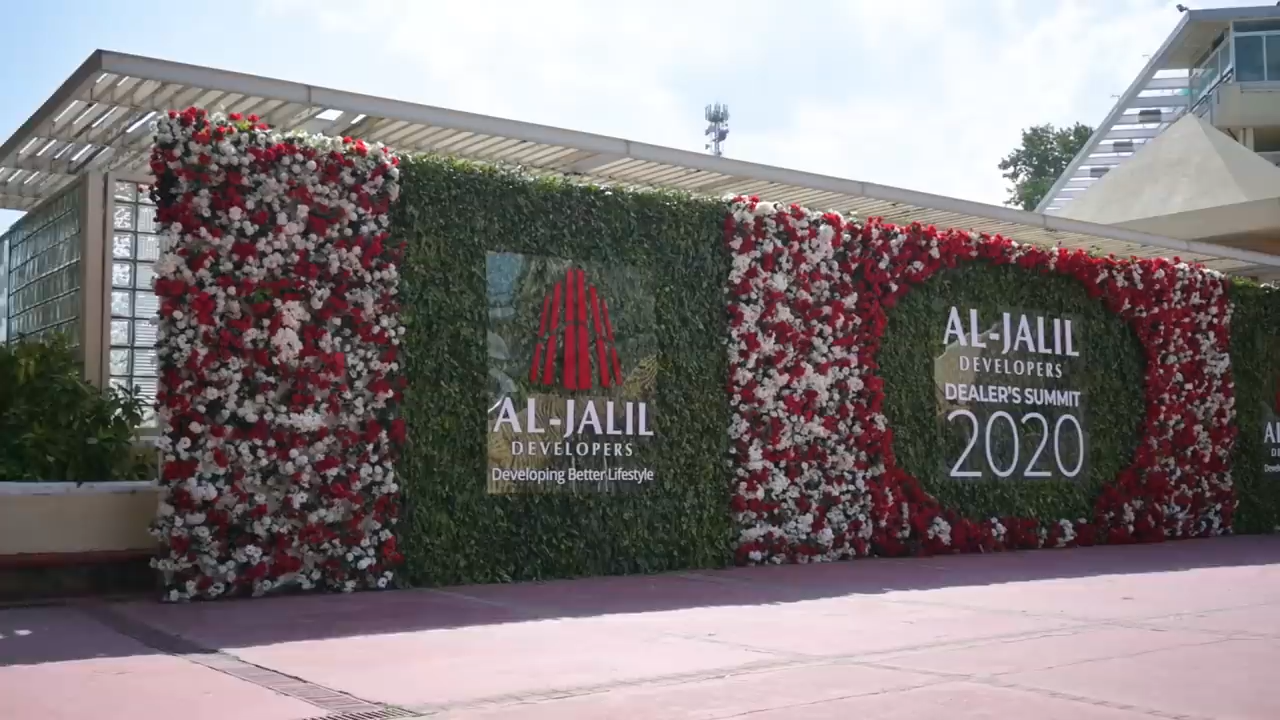 AL-JALIL
DEVELOPERS
Developing Better Lifestyle
AL-JALIL
DEVELOPERS
DEALER'S SUMMIT
2020